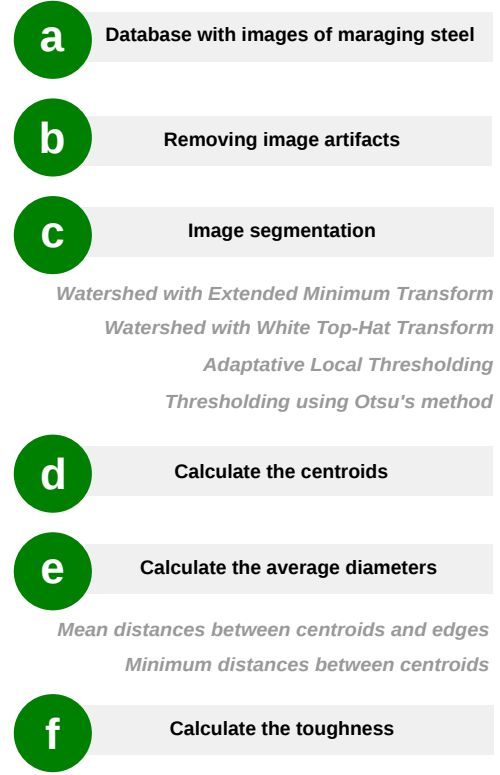 a Database with images of maraging steel
b Removing image artifacts
c Image segmentation
Watershed with Extended Minimum Transform
Watershed with White Top-Hat Transform
Adaptative Local Thresholding
Thresholding using Otsu's method
d Calculate the centroids
e Calculate the average diameters
Mean distances between centroids and edges
Minimum distances between centroids
f Calculate the toughness